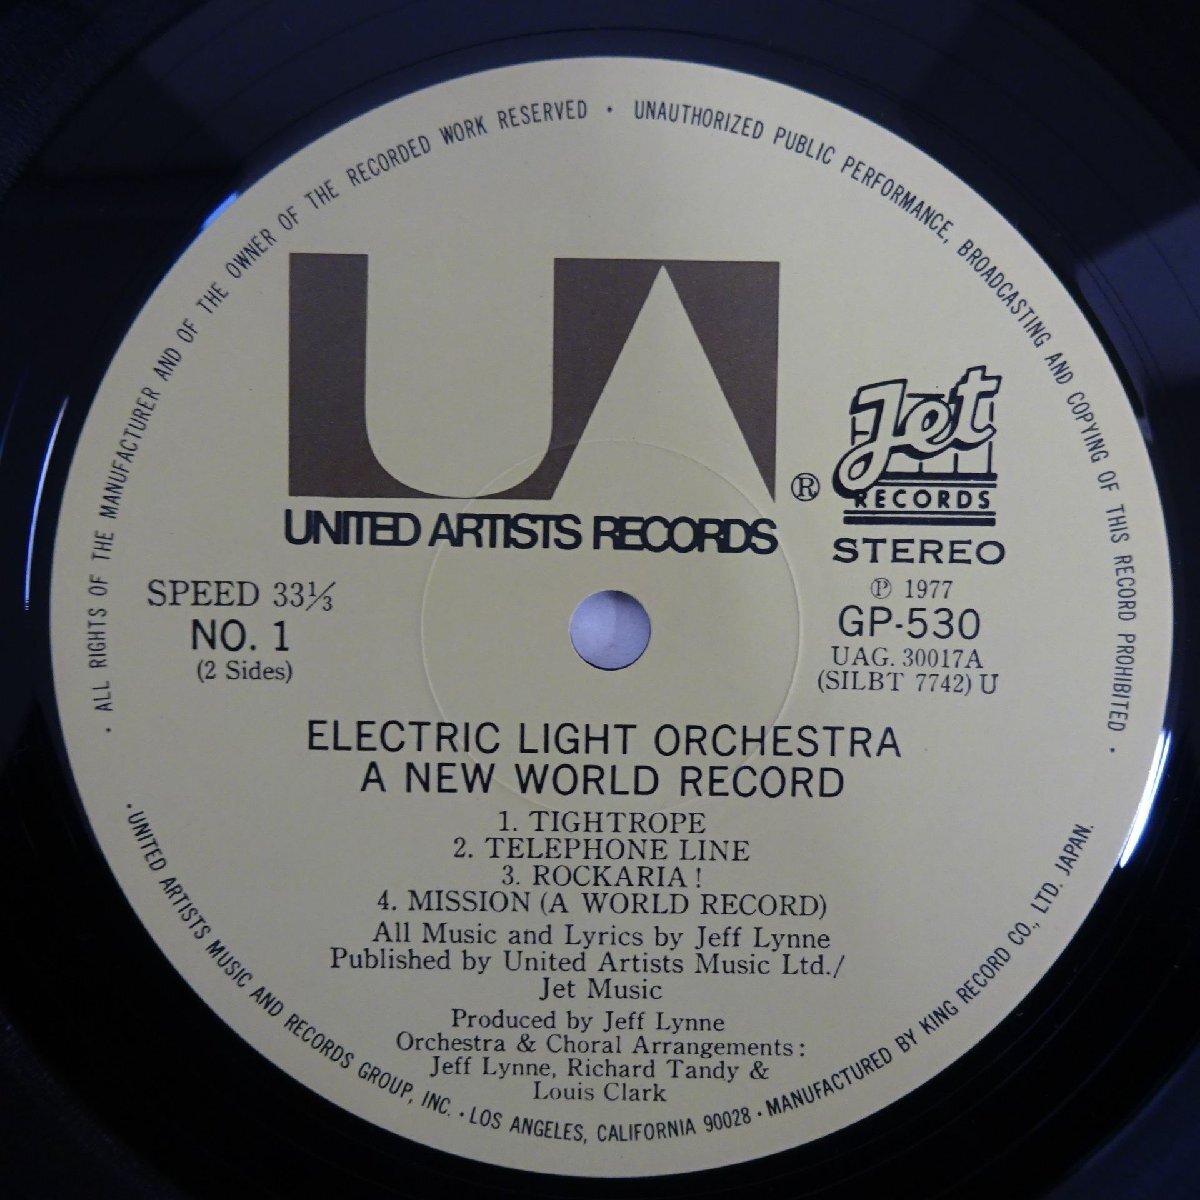 · ALL RIGHTS OF THE MANUFACTURER AND OF THE OWNER OF THE RECORDED WORK RESERVED · UNAUTHORIZED PUBLIC PERFORMANCE, BROADCASTING AND COPYING OF THIS RECORD PROHIBITED ·
UA
®
UNITED ARTISTS RECORDS
Jet
RECORDS
STEREO
SPEED 33⅓
NO. 1
(2 Sides)
℗ 1977
GP-530
UAG. 30017A
(SILBT 7742) U
ELECTRIC LIGHT ORCHESTRA
A NEW WORLD RECORD
1. TIGHTROPE
2. TELEPHONE LINE
3. ROCKARIA!
4. MISSION (A WORLD RECORD)
All Music and Lyrics by Jeff Lynne
Published by United Artists Music Ltd./
Jet Music
Produced by Jeff Lynne
Orchestra & Choral Arrangements:
Jeff Lynne, Richard Tandy &
Louis Clark
·UNITED ARTISTS MUSIC AND RECORDS GROUP, INC. · LOS ANGELES, CALIFORNIA 90028 · MANUFACTURED BY KING RECORD CO., LTD. JAPAN.